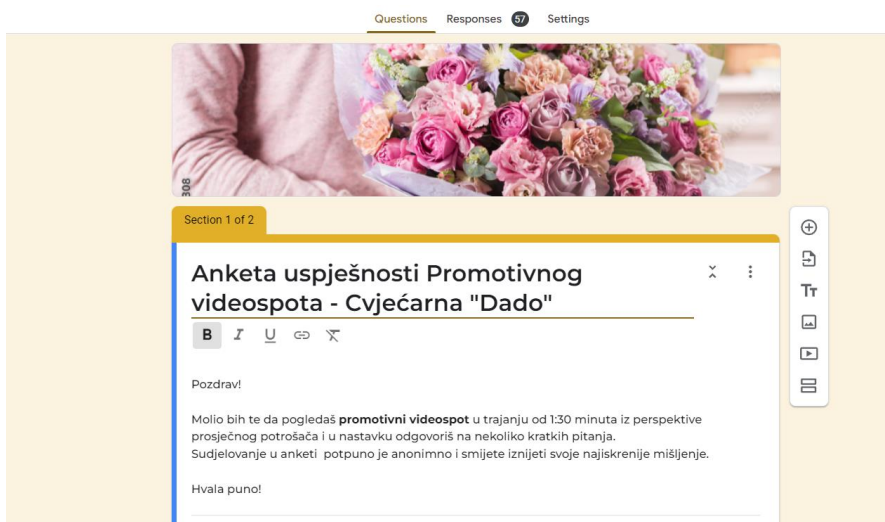 Questions Responses 57 Settings
308
Section 1 of 2
Anketa uspješnosti Promotivnog
videospota - Cvjećarna "Dado"
B I U
Pozdrav!
Molio bih te da pogledaš promotivni videospot u trajanju od 1:30 minuta iz perspektive
prosječnog potrošača i u nastavku odgovoriš na nekoliko kratkih pitanja.
Sudjelovanje u anketi  potpuno je anonimno i smijete iznijeti svoje najiskrenije mišljenje.
Hvala puno!
Tт